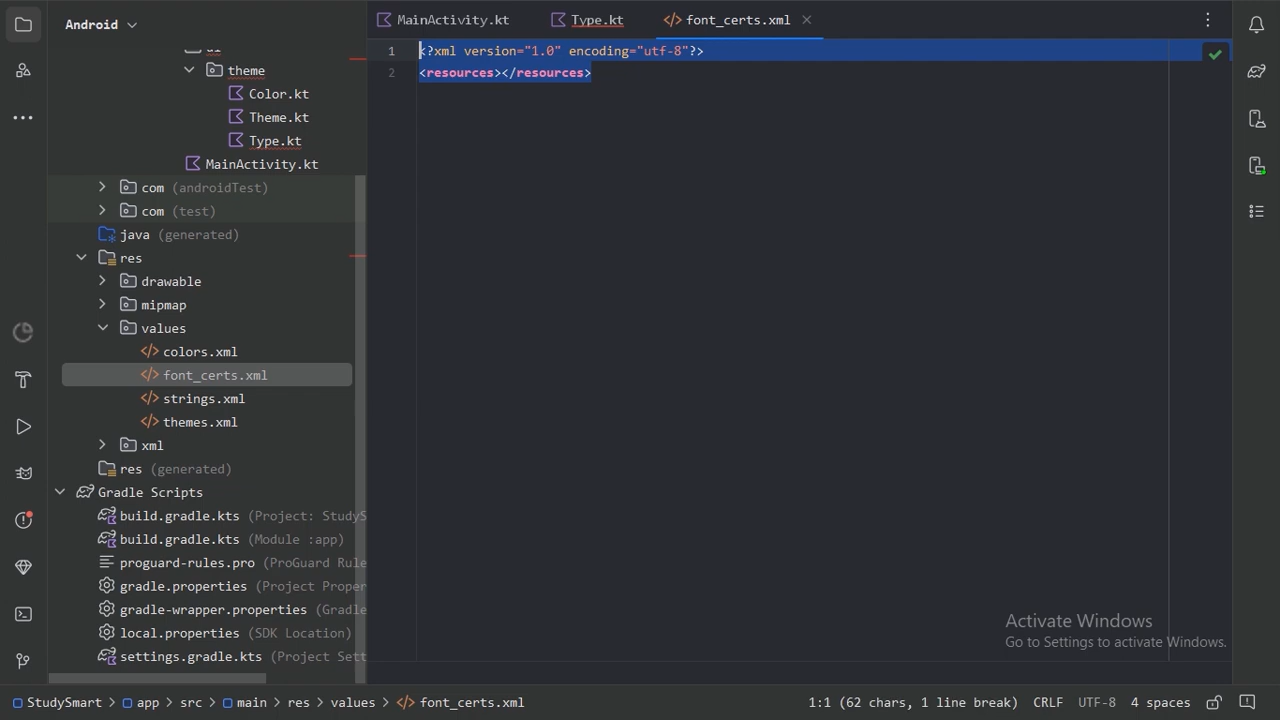 Android
MainActivity.kt
Type.kt
font_certs.xml
ui
theme
Color.kt
Theme.kt
Type.kt
MainActivity.kt
com (androidTest)
com (test)
java (generated)
res
drawable
mipmap
values
colors.xml
font_certs.xml
strings.xml
themes.xml
xml
res (generated)
Gradle Scripts
build.gradle.kts (Project: StudyS
build.gradle.kts (Module :app)
proguard-rules.pro (ProGuard Rule
gradle.properties (Project Proper
gradle-wrapper.properties (Gradle
local.properties (SDK Location)
settings.gradle.kts (Project Sett
1 <?xml version="1.0" encoding="utf-8"?>
2 <resources></resources>
Activate Windows
Go to Settings to activate Windows.
StudySmart > app > src > main > res > values > font_certs.xml
1:1 (62 chars, 1 line break) CRLF UTF-8 4 spaces